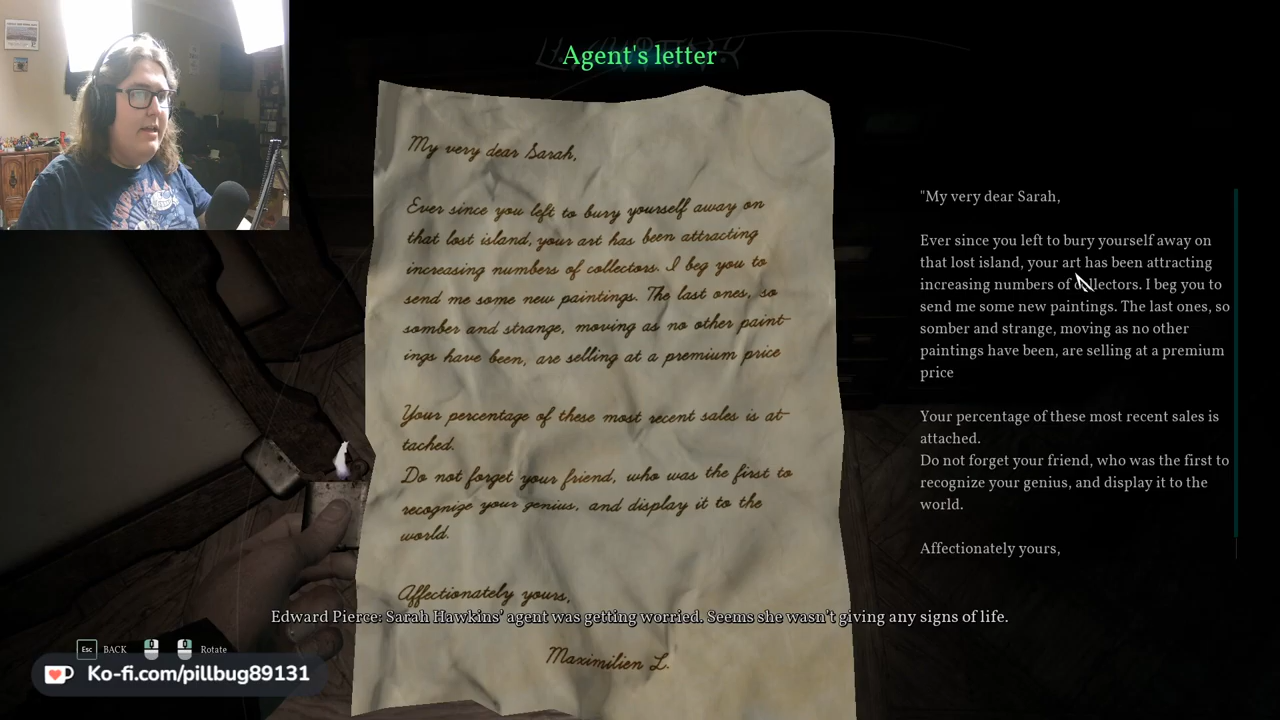 Agent's letter
My very dear Sarah,
Ever since you left to bury yourself away on
that lost island, your art has been attracting
increasing numbers of collectors. I beg you to
send me some new paintings. The last ones, so
somber and strange, moving as no other paint-
ings have been, are selling at a premium price
Your percentage of these most recent sales is at-
tached.
Do not forget your friend, who was the first to
recognize your genius, and display it to the
world.
Affectionately yours,
Maximilien L.
"My very dear Sarah,
Ever since you left to bury yourself away on
that lost island, your art has been attracting
increasing numbers of collectors. I beg you to
send me some new paintings. The last ones, so
somber and strange, moving as no other
paintings have been, are selling at a premium
price
Your percentage of these most recent sales is
attached.
Do not forget your friend, who was the first to
recognize your genius, and display it to the
world.
Affectionately yours,
Edward Pierce: Sarah Hawkins' agent was getting worried. Seems she wasn't giving any signs of life.
Esc BACK Rotate
Ko-fi.com/pillbug89131